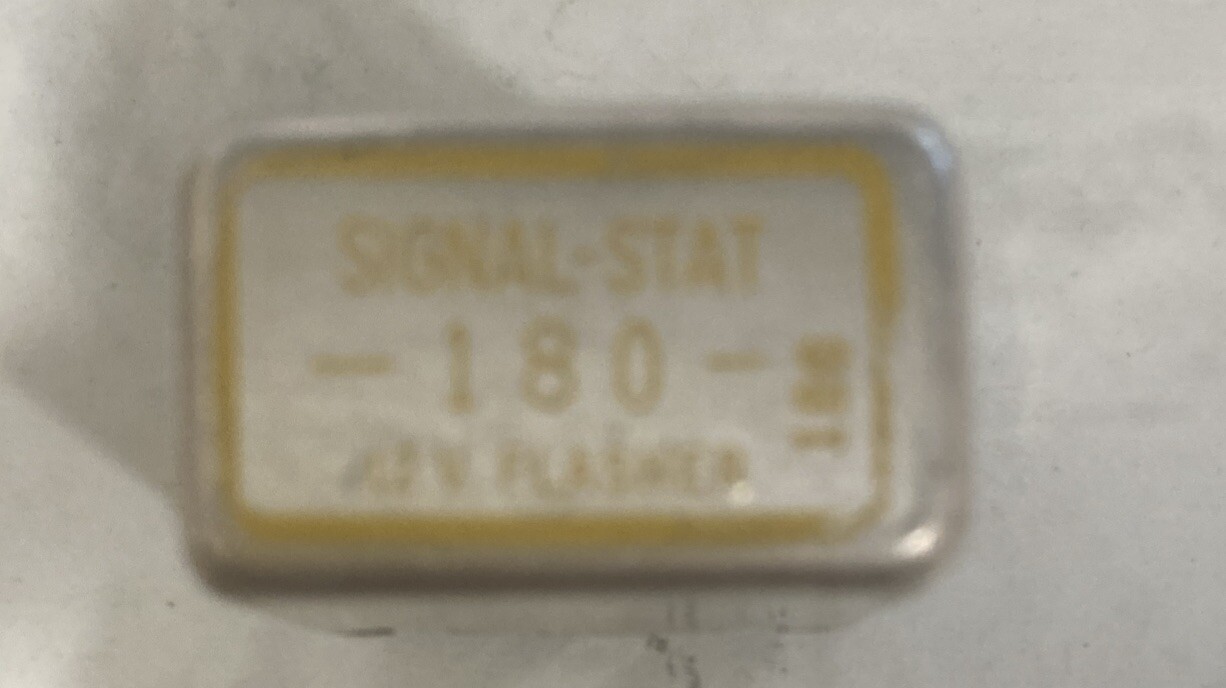 SIGNAL-STAT
- 180 -
12V FLASHER